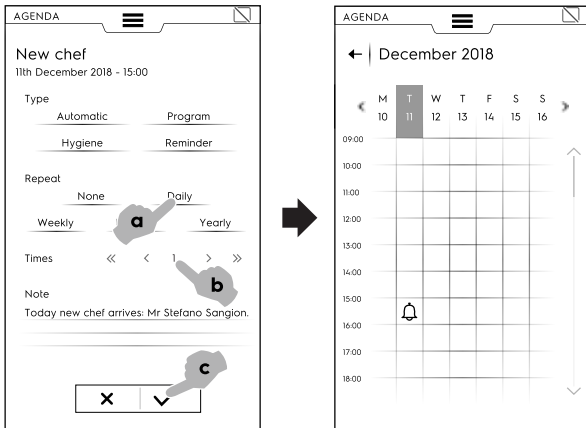 AGENDA
New chef
11th December 2018 - 15:00
Type
Automatic Program
Hygiene Reminder
Repeat
None Daily
a
Weekly Yearly
Times « < 1 > »
b
Note
Today new chef arrives: Mr Stefano Sangion.
c
AGENDA
December 2018
M T W T F S S
10 11 12 13 14 15 16
09:00
10:00
11:00
12:00
13:00
14:00
15:00
16:00
17:00
18:00